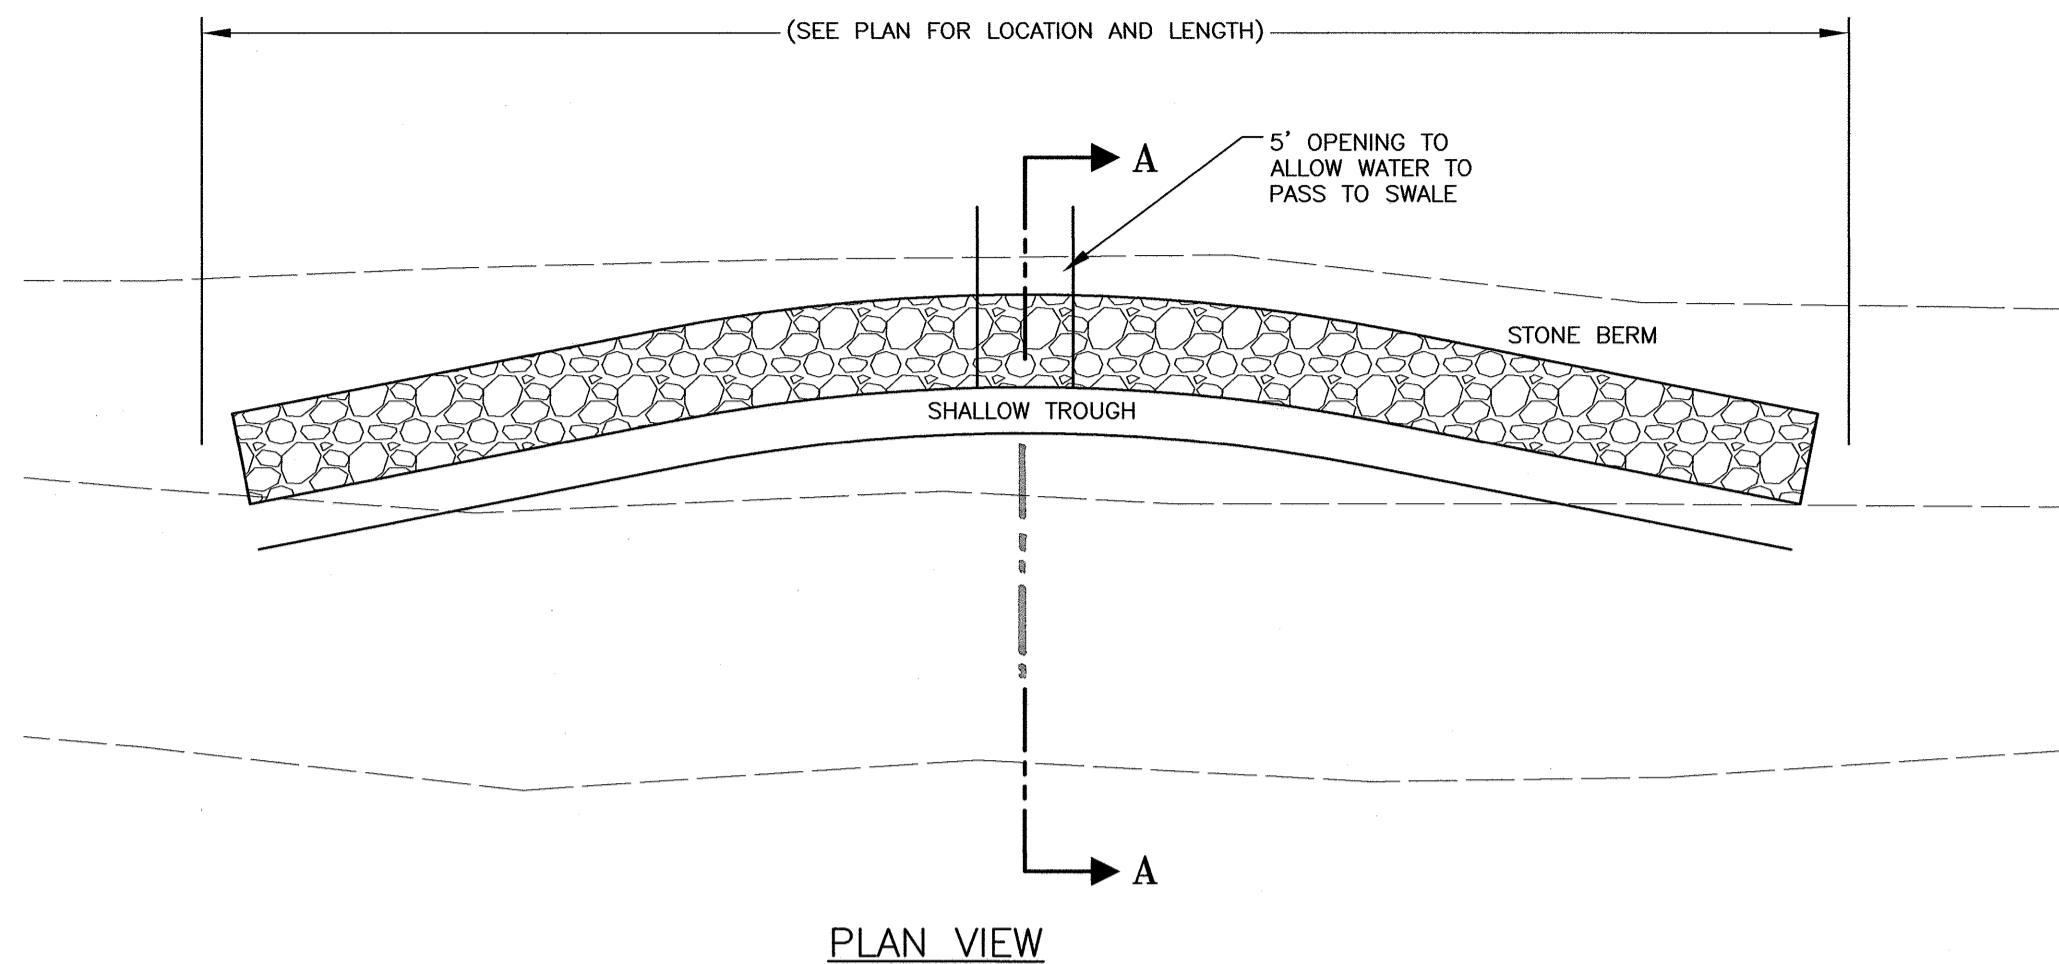 (SEE PLAN FOR LOCATION AND LENGTH)
A
5' OPENING TO
ALLOW WATER TO
PASS TO SWALE
STONE BERM
SHALLOW TROUGH
A
PLAN VIEW